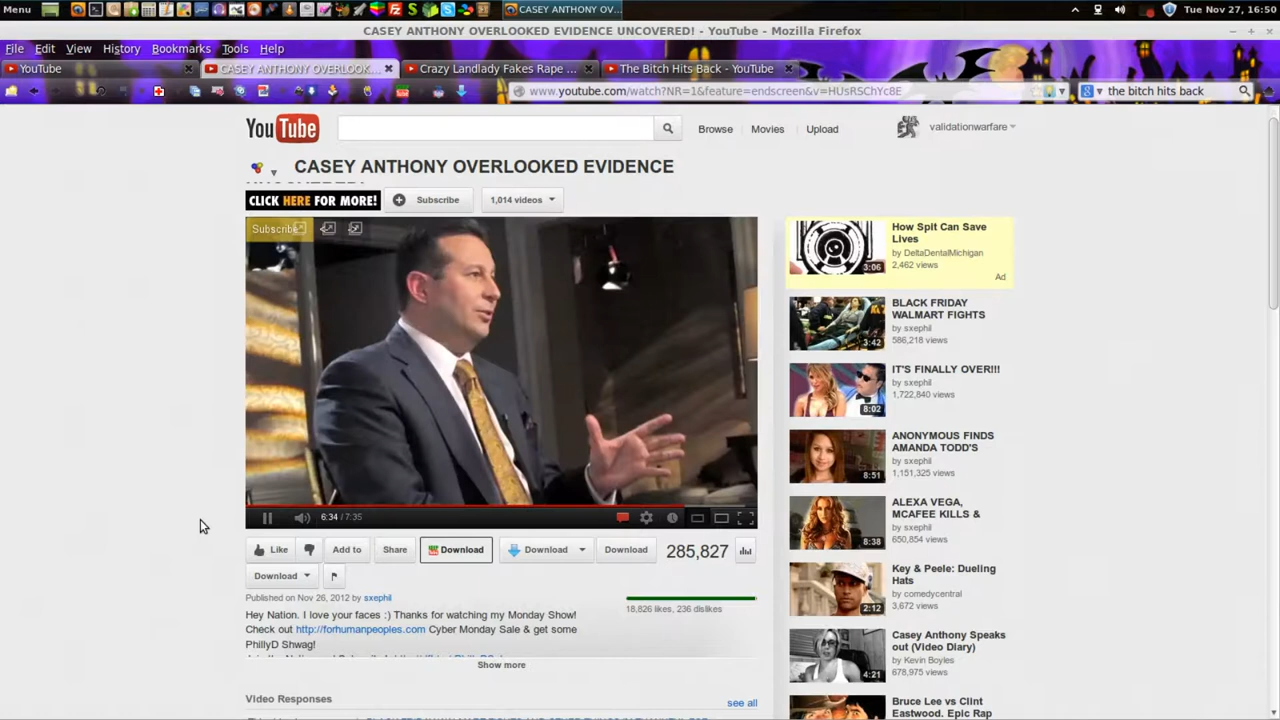 Menu
CASEY ANTHONY OV...
Tue Nov 27, 16:50
CASEY ANTHONY OVERLOOKED EVIDENCE UNCOVERED! - YouTube - Mozilla Firefox
File Edit View History Bookmarks Tools Help
YouTube
CASEY ANTHONY OVERLOOK...
Crazy Landlady Fakes Rape ...
The Bitch Hits Back - YouTube
www.youtube.com/watch?NR=1&feature=endscreen&v=HUsRSChYc8E
the bitch hits back
YouTube
Browse Movies Upload
validationwarfare
CASEY ANTHONY OVERLOOKED EVIDENCE
CLICK HERE FOR MORE!
Subscribe
1,014 videos
Subscribe
6:34 / 7:35
Like
Add to
Share
Download
Download
Download
285,827
Download
Published on Nov 26, 2012 by sxephil
18,826 likes, 236 dislikes
Hey Nation. I love your faces :) Thanks for watching my Monday Show!
Check out http://forhumanpeoples.com Cyber Monday Sale & get some
PhillyD Shwag!
Show more
Video Responses
see all
How Spit Can Save
Lives
by DeltaDentalMichigan
2,462 views
Ad
3:06
BLACK FRIDAY
WALMART FIGHTS
by sxephil
586,218 views
3:42
IT'S FINALLY OVER!!!
by sxephil
1,722,840 views
8:02
ANONYMOUS FINDS
AMANDA TODD'S
by sxephil
1,151,325 views
8:51
ALEXA VEGA,
MCAFEE KILLS &
by sxephil
650,854 views
8:38
Key & Peele: Dueling
Hats
by comedycentral
3,672 views
2:12
Casey Anthony Speaks
out (Video Diary)
by Kevin Boyles
678,975 views
4:21
Bruce Lee vs Clint
Eastwood. Epic Rap